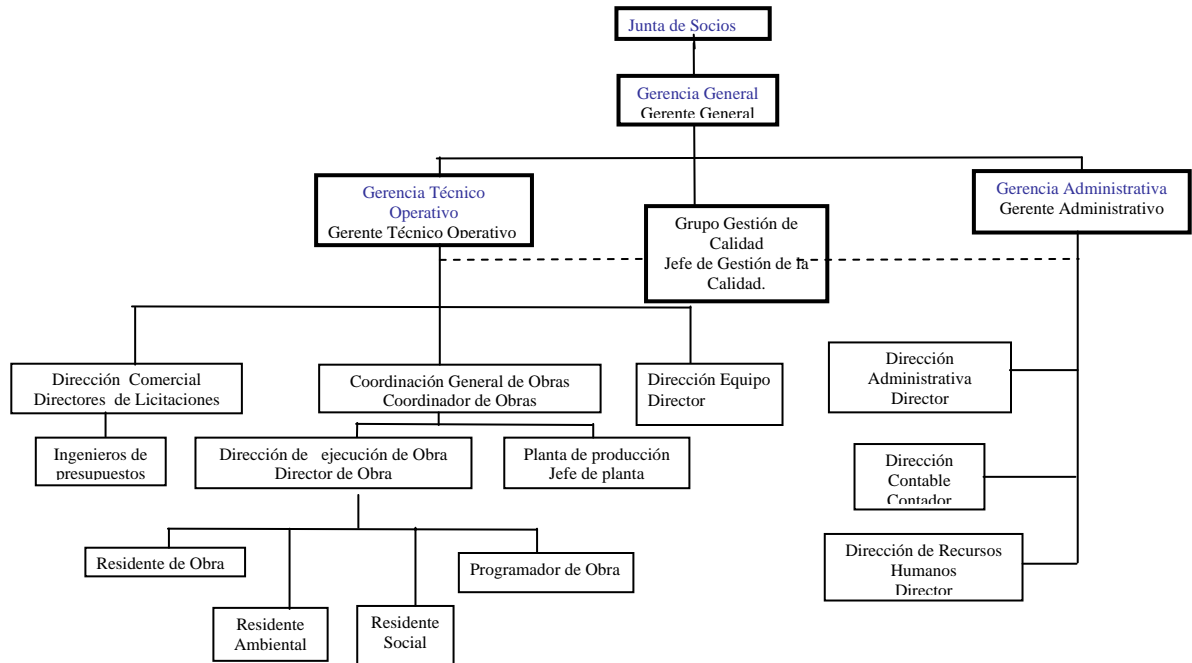 Junta de Socios
Gerencia General
Gerente General
Gerencia Técnico
Operativo
Gerente Técnico Operativo
Grupo Gestión de
Calidad
Jefe de Gestión de la
Calidad.
Gerencia Administrativa
Gerente Administrativo
Dirección Comercial
Directores de Licitaciones
Coordinación General de Obras
Coordinador de Obras
Dirección Equipo
Director
Dirección
Administrativa
Director
Ingenieros de
presupuestos
Dirección de ejecución de Obra
Director de Obra
Planta de producción
Jefe de planta
Dirección
Contable
Contador
Residente de Obra
Programador de Obra
Dirección de Recursos
Humanos
Director
Residente
Ambiental
Residente
Social